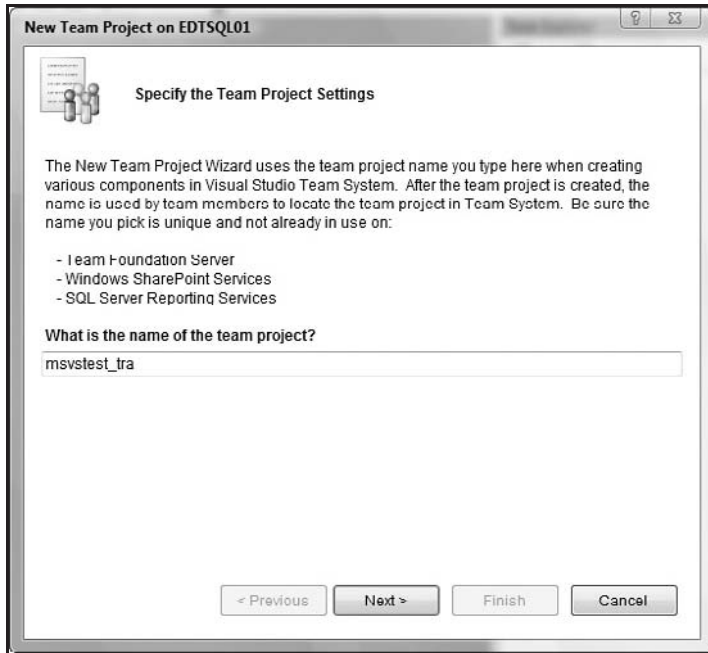 New Team Project on EDTSQL01
Specify the Team Project Settings
The New Team Project Wizard uses the team project name you type here when creating
various components in Visual Studio Team System. After the team project is created, the
name is used by team members to locate the team project in Team System. Be sure the
name you pick is unique and not already in use on:
- Team Foundation Server
- Windows SharePoint Services
- SQL Server Reporting Services
What is the name of the team project?
msvstest_tra
< Previous
Next >
Finish
Cancel